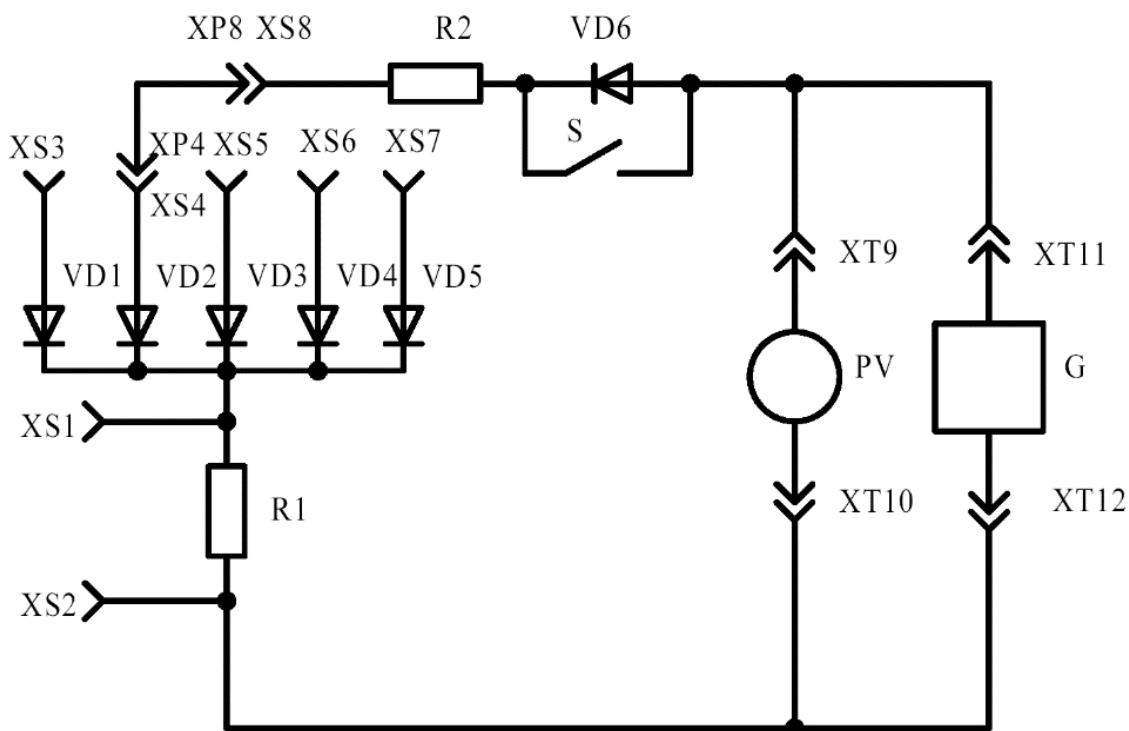 XP8 XS8 R2 VD6
XS3 XP4 XS5 XS6 XS7 S
XS4
VD1 VD2 VD3 VD4 VD5 XT9 XT11
PV G
XS1
R1 XT10 XT12
XS2